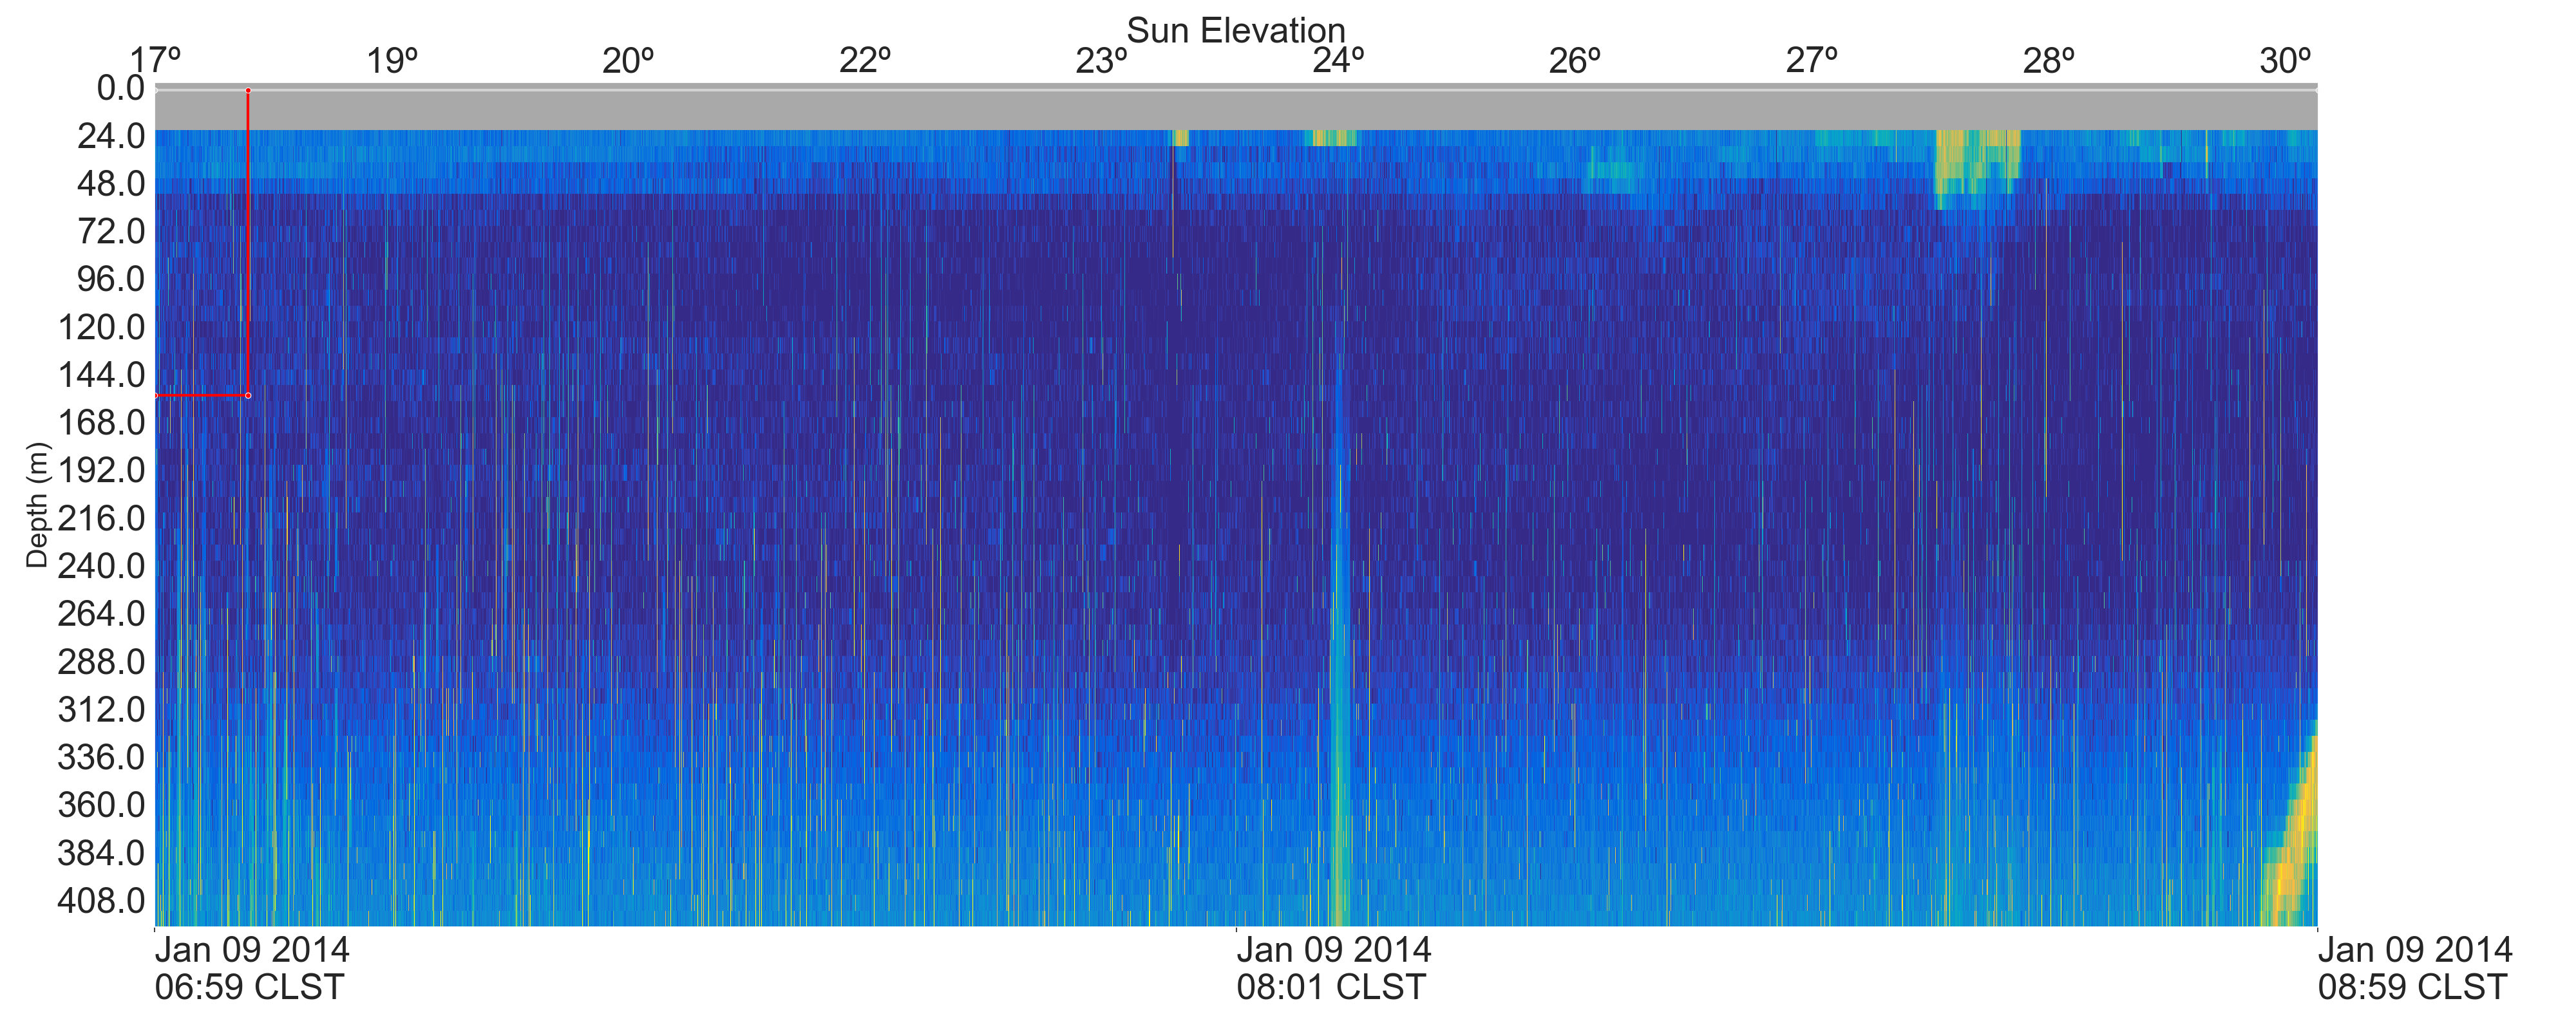 Sun Elevation
17º 19º 20º 22º 23º 24º 26º 27º 28º 30º
0.0
24.0
48.0
72.0
96.0
120.0
144.0
168.0
192.0
216.0
240.0
264.0
288.0
312.0
336.0
360.0
384.0
408.0
Depth (m)
Jan 09 2014
06:59 CLST
Jan 09 2014
08:01 CLST
Jan 09 2014
08:59 CLST